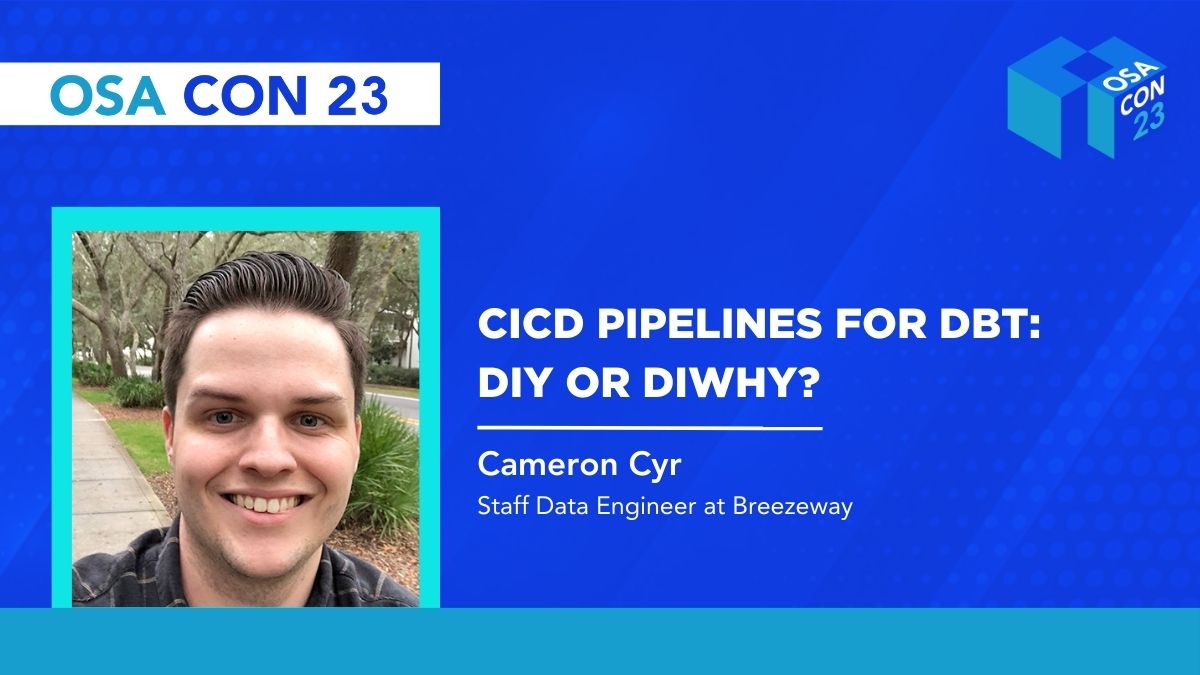 OSA CON 23
OSA
CON
23
CICD PIPELINES FOR DBT:
DIY OR DIWHY?
Cameron Cyr
Staff Data Engineer at Breezeway